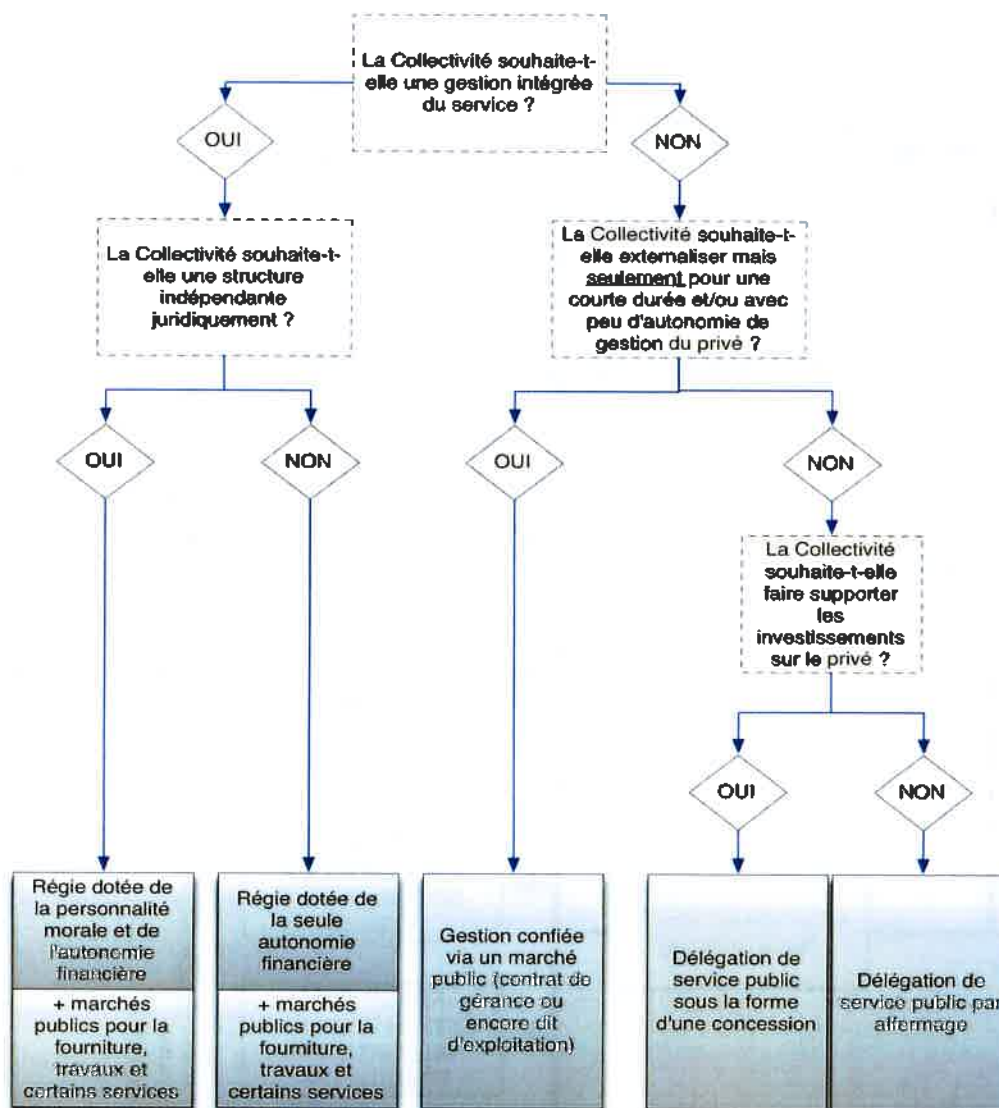 La Collectivité souhaite-t-
elle une gestion intégrée
du service ?
OUI
NON
La Collectivité souhaite-t-
elle une structure
indépendante
juridiquement ?
La Collectivité souhaite-t-
elle externaliser mais
seulement pour une
courte durée et/ou avec
peu d'autonomie de
gestion du privé ?
OUI
NON
OUI
NON
La Collectivité
souhaite-t-elle
faire supporter
les
investissements
sur le privé ?
OUI
NON
Régie dotée de
la personnalité
morale et de
l'autonomie
financière
+ marchés
publics pour la
fourniture,
travaux et
certains services
Régie dotée de
la seule
autonomie
financière
+ marchés
publics pour la
fourniture,
travaux et
certains services
Gestion confiée
via un marché
public (contrat de
gérance ou
encore dit
d'exploitation)
Délégation de
service public
sous la forme
d'une concession
Délégation de
service public par
affermage